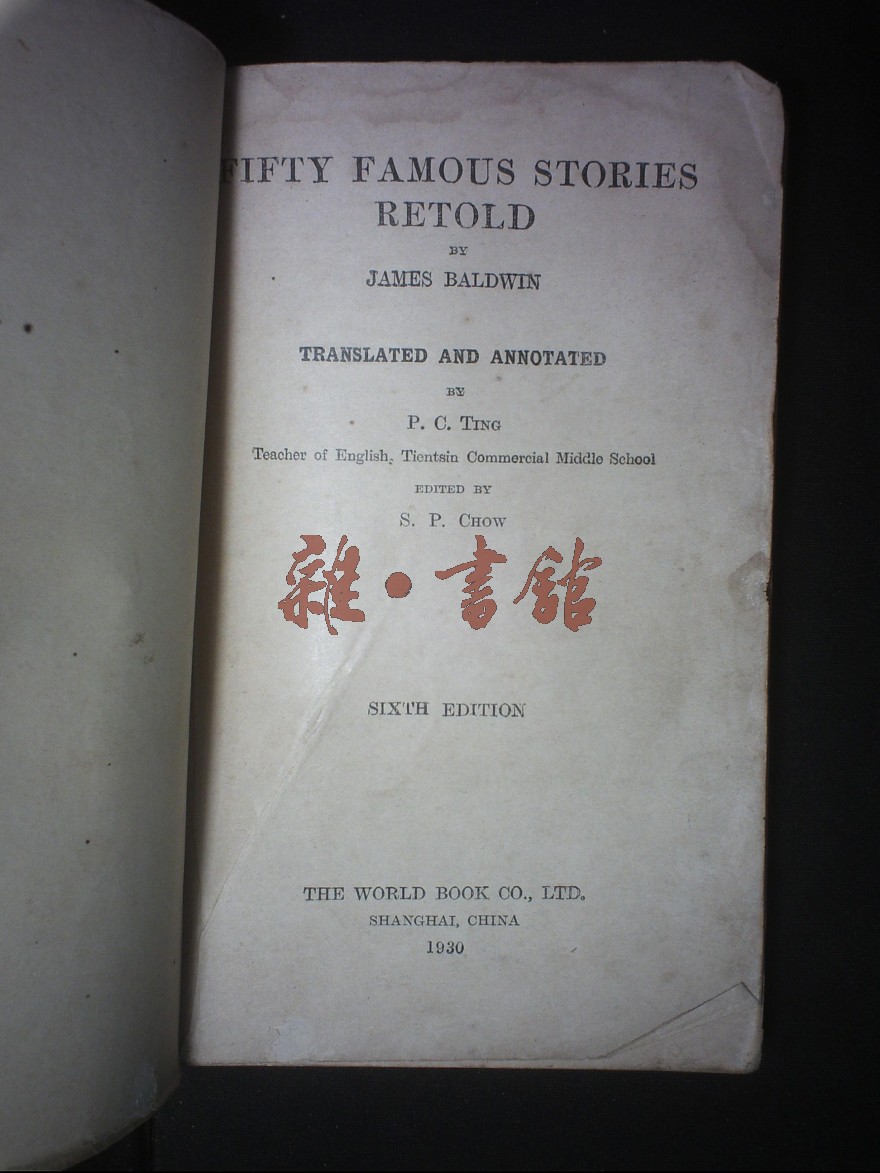 FIFTY FAMOUS STORIES
RETOLD
BY
JAMES BALDWIN
TRANSLATED AND ANNOTATED
BY
P. C. TING
Teacher of English, Tientsin Commercial Middle School
EDITED BY
S. P. CHOW
雜·書館
SIXTH EDITION
THE WORLD BOOK CO., LTD.
SHANGHAI, CHINA
1930